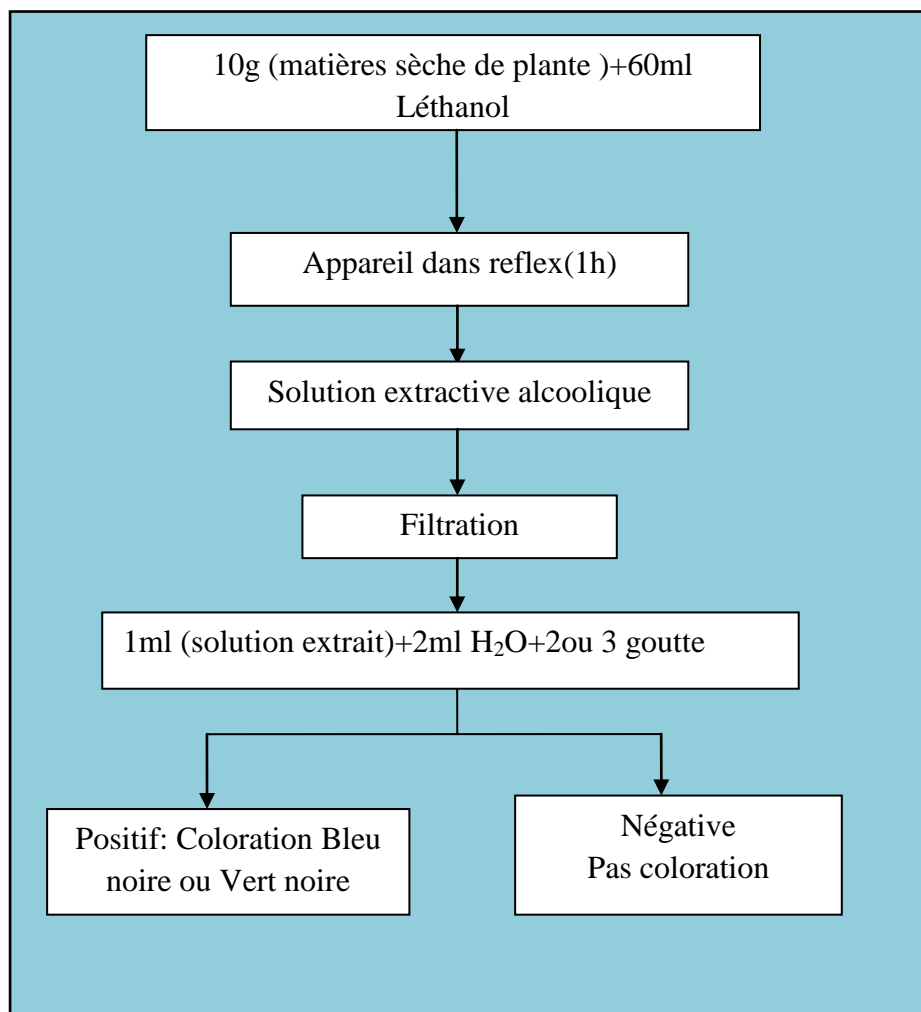 10g (matières sèche de plante )+60ml
Léthanol
Appareil dans reflex(1h)
Solution extractive alcoolique
Filtration
1ml (solution extrait)+2ml H₂O+2ou 3 goutte
Positif: Coloration Bleu
noire ou Vert noire
Négative
Pas coloration